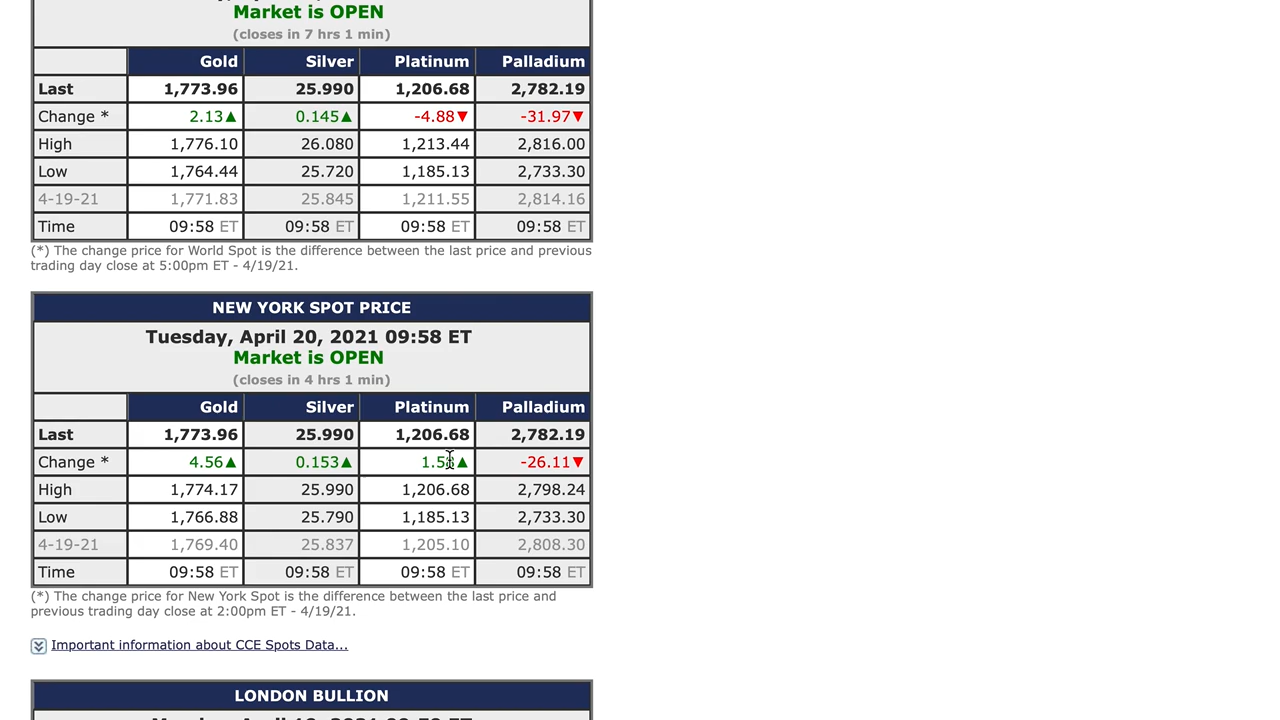 Market is OPEN
(closes in 7 hrs 1 min)
Gold Silver Platinum Palladium
Last 1,773.96 25.990 1,206.68 2,782.19
Change * 2.13▲ 0.145▲ -4.88▼ -31.97▼
High 1,776.10 26.080 1,213.44 2,816.00
Low 1,764.44 25.720 1,185.13 2,733.30
4-19-21 1,771.83 25.845 1,211.55 2,814.16
Time 09:58 ET 09:58 ET 09:58 ET 09:58 ET
(*) The change price for World Spot is the difference between the last price and previous
trading day close at 5:00pm ET - 4/19/21.
NEW YORK SPOT PRICE
Tuesday, April 20, 2021 09:58 ET
Market is OPEN
(closes in 4 hrs 1 min)
Gold Silver Platinum Palladium
Last 1,773.96 25.990 1,206.68 2,782.19
Change * 4.56▲ 0.153▲ ▲ -26.11▼
High 1,774.17 25.990 1,206.68 2,798.24
Low 1,766.88 25.790 1,185.13 2,733.30
4-19-21 1,769.40 25.837 1,205.10 2,808.30
Time 09:58 ET 09:58 ET 09:58 ET 09:58 ET
(*) The change price for New York Spot is the difference between the last price and
previous trading day close at 2:00pm ET - 4/19/21.
Important information about CCE Spots Data...
LONDON BULLION